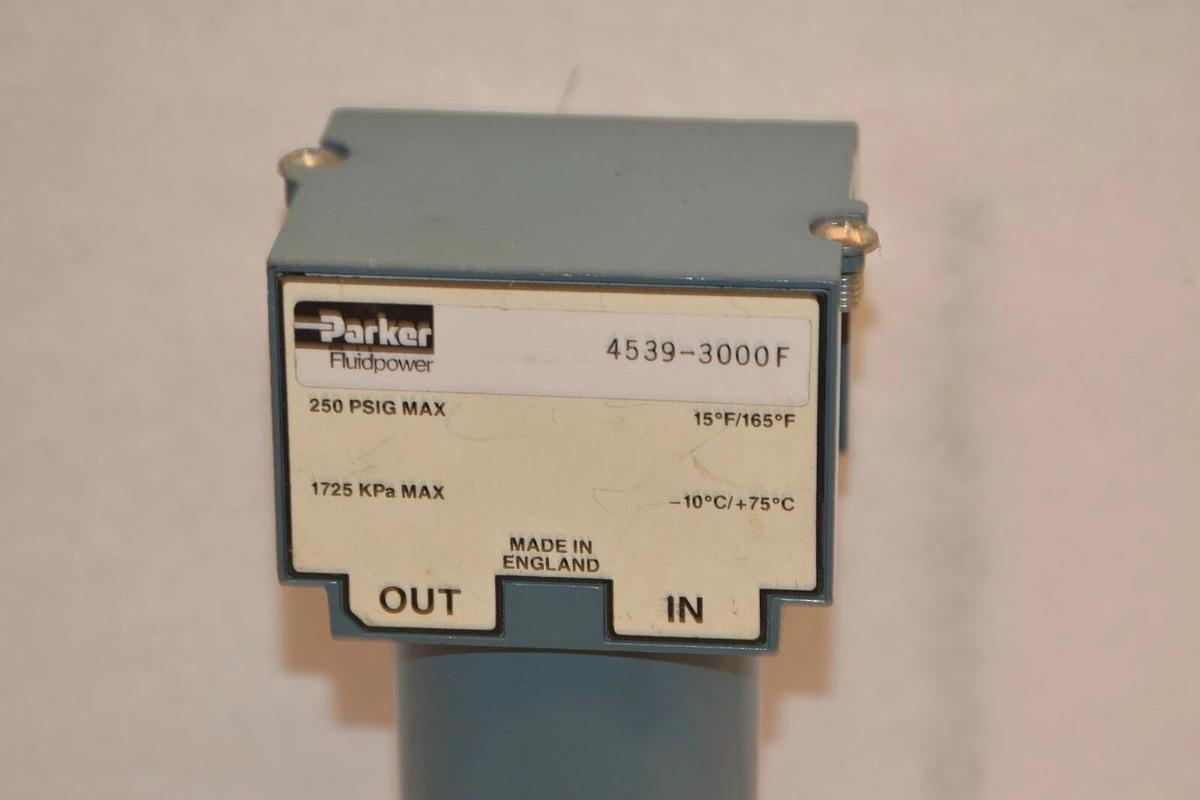 Parker
Fluidpower
4539-3000F
250 PSIG MAX
15°F/165°F
1725 KPa MAX
-10°C/+75°C
MADE IN
ENGLAND
OUT
IN